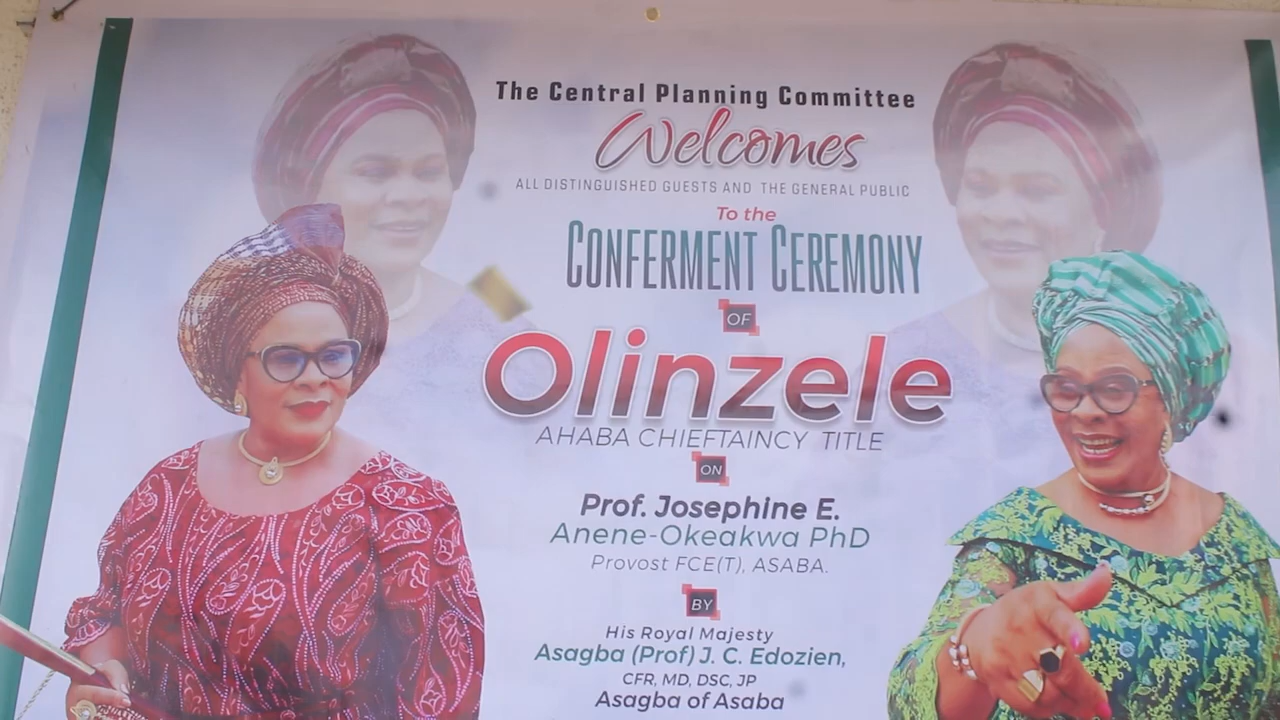 The Central Planning Committee
Welcomes
ALL DISTINGUISHED GUESTS AND THE GENERAL PUBLIC
To the
CONFERMENT CEREMONY
OF
Olinzele
AHABA CHIEFTAINCY TITLE
ON
Prof. Josephine E.
Anene-Okeakwa PhD
Provost FCE(T), ASABA.
BY
His Royal Majesty
Asagba (Prof) J. C. Edozien,
CFR, MD, DSC, JP
Asagba of Asaba